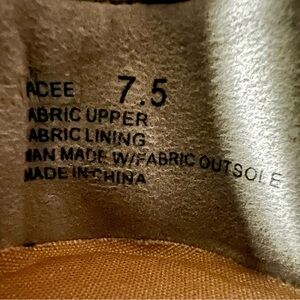 ACEE 7.5
ABRIC UPPER
ABRIC LINING
MAN MADE W/FABRIC OUTSOLE
MADE IN CHINA